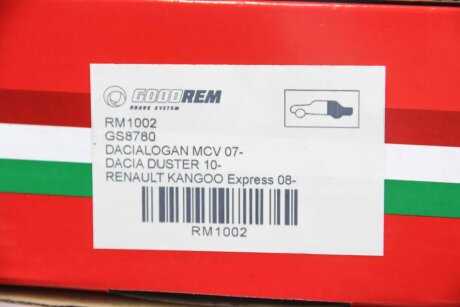 GOODREM
BRAKE SYSTEM
RM1002
GS8780
DACIALOGAN MCV 07-
DACIA DUSTER 10-
RENAULT KANGOO Express 08-
RM1002